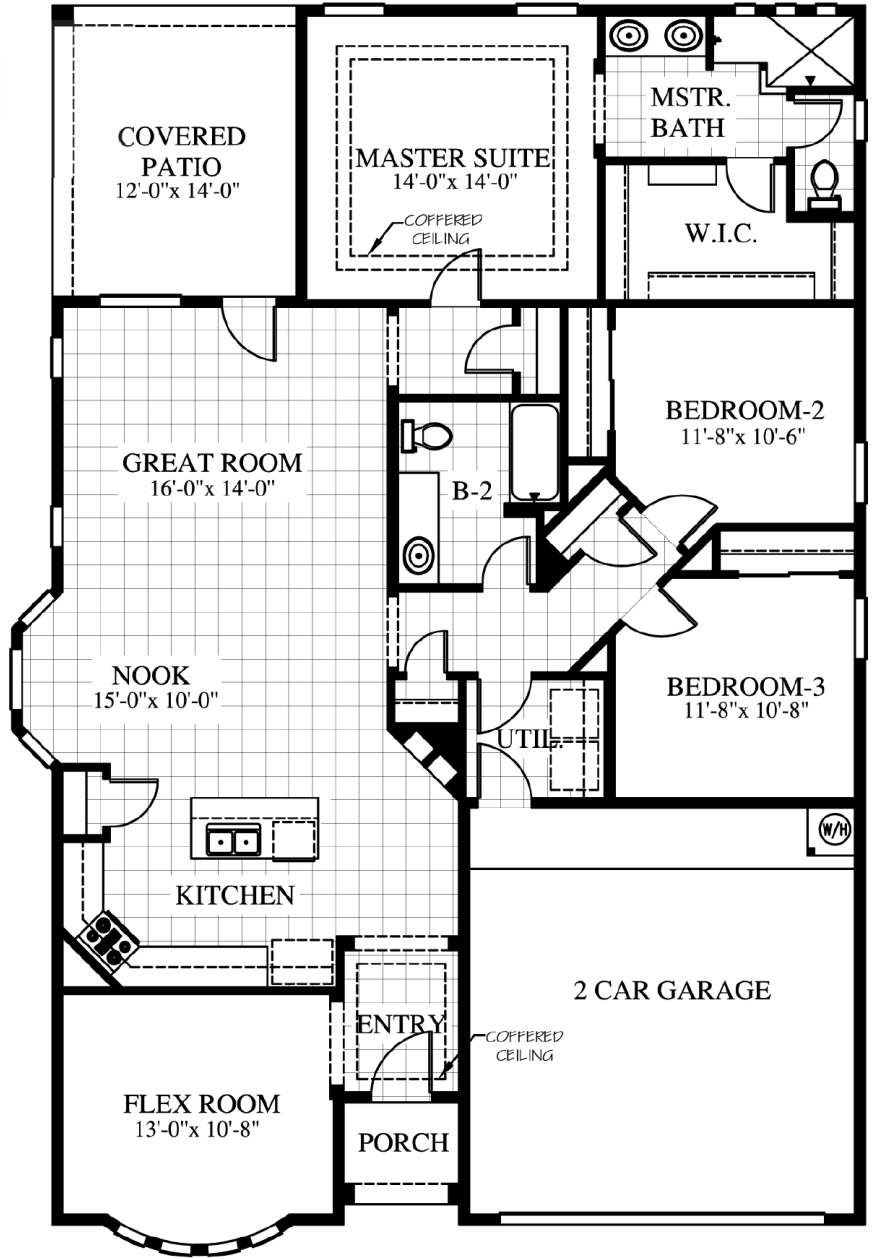 COVERED
PATIO
12'-0"x 14'-0"
MASTER SUITE
14'-0"x 14'-0"
COFFERED
CEILING
MSTR.
BATH
W.I.C.
BEDROOM-2
11'-8"x 10'-6"
GREAT ROOM
16'-0"x 14'-0"
B-2
NOOK
15'-0"x 10'-0"
BEDROOM-3
11'-8"x 10'-8"
UTIL.
W/H
KITCHEN
2 CAR GARAGE
ENTRY
COFFERED
CEILING
FLEX ROOM
13'-0"x 10'-8"
PORCH